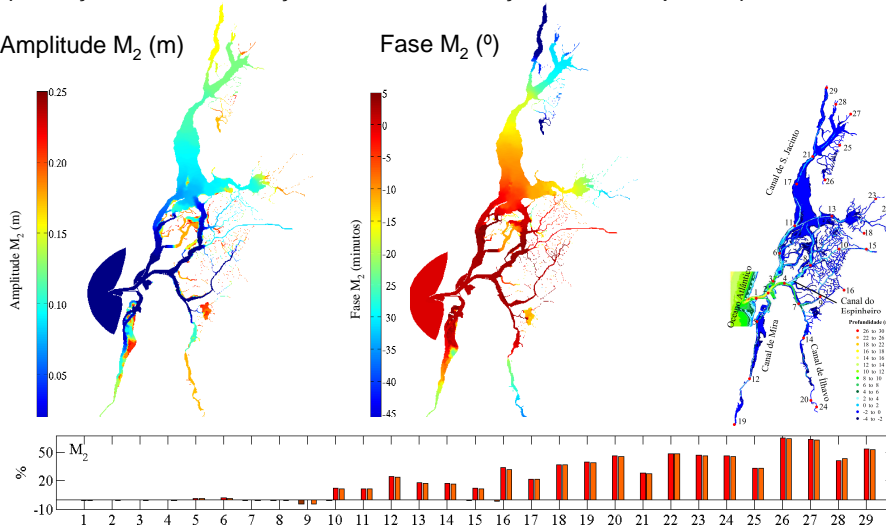 Amplitude M2 (m)
Fase M2 (º)
Amplitude M2 (m)
0.25
0.20
0.15
0.10
0.05
Fase M2 (minutos)
5
0
-5
-10
-15
-20
-25
-30
-35
-40
-45
29
28
27
25
21
Canal de S. Jacinto
17
26
23
2
13
11
18
10
15
6
16
Oceano Atlântico
1
3
4
7
Canal do
Espinheiro
Canal de Mira
14
Canal de Ílhavo
12
20
24
19
Profundidade (
26 to 30
22 to 26
18 to 22
16 to 18
14 to 16
12 to 14
10 to 12
8 to 10
6 to 8
4 to 6
2 to 4
0 to 2
-2 to 0
-4 to -2
M2
%
50
-10
1 2 3 4 5 6 7 8 9 10 11 12 13 14 15 16 17 18 19 20 21 22 23 24 25 26 27 28 29